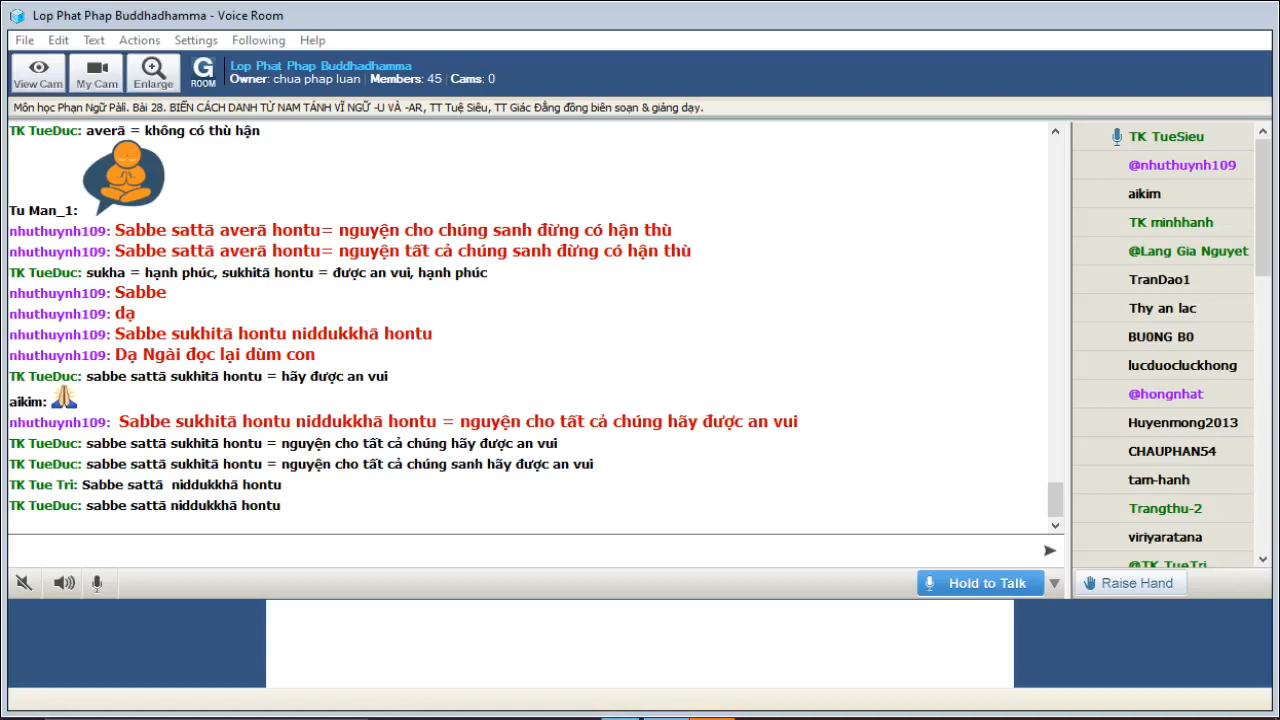 Lop Phat Phap Buddhadhamma - Voice Room
File Edit Text Actions Settings Following Help
View Cam My Cam Enlarge G ROOM
Lop Phat Phap Buddhadhamma
Owner: chua phap luan | Members: 45 Cams: 0
Môn học Phạn Ngữ Pàli. Bài 28. BIẾN CÁCH DANH TỪ NAM TÁNH VĨ NGỮ -U VÀ -AR, TT Tuệ Siêu, TT Giác Đẳng đồng biên soạn & giảng dạy.
TK TueDuc: averā = không có thù hận
Tu Man_1:
nhuthuynh109: Sabbe sattā averā hontu= nguyện cho chúng sanh đừng có hận thù
nhuthuynh109: Sabbe sattā averā hontu= nguyện tất cả chúng sanh đừng có hận thù
TK TueDuc: sukha = hạnh phúc, sukhitā hontu = được an vui, hạnh phúc
nhuthuynh109: Sabbe
nhuthuynh109: dạ
nhuthuynh109: Sabbe sukhitā hontu niddukkhā hontu
nhuthuynh109: Dạ Ngài đọc lại dùm con
TK TueDuc: sabbe sattā sukhitā hontu = hãy được an vui
aikim:
nhuthuynh109: Sabbe sukhitā hontu niddukkhā hontu = nguyện cho tất cả chúng hãy được an vui
TK TueDuc: sabbe sattā sukhitā hontu = nguyện cho tất cả chúng hãy được an vui
TK TueDuc: sabbe sattā sukhitā hontu = nguyện cho tất cả chúng sanh hãy được an vui
TK Tue Tri: Sabbe sattā niddukkhā hontu
TK TueDuc: sabbe sattā niddukkhā hontu
TK TueSieu
@nhuthuynh109
aikim
TK minhhanh
@Lang Gia Nguyet
TranDao1
Thy an lac
BU0NG B0
lucduocluckhong
@hongnhat
Huyenmong2013
CHAUPHAN54
tam-hanh
Trangthu-2
viriyaratana
@TK TueTri
Hold to Talk
Raise Hand